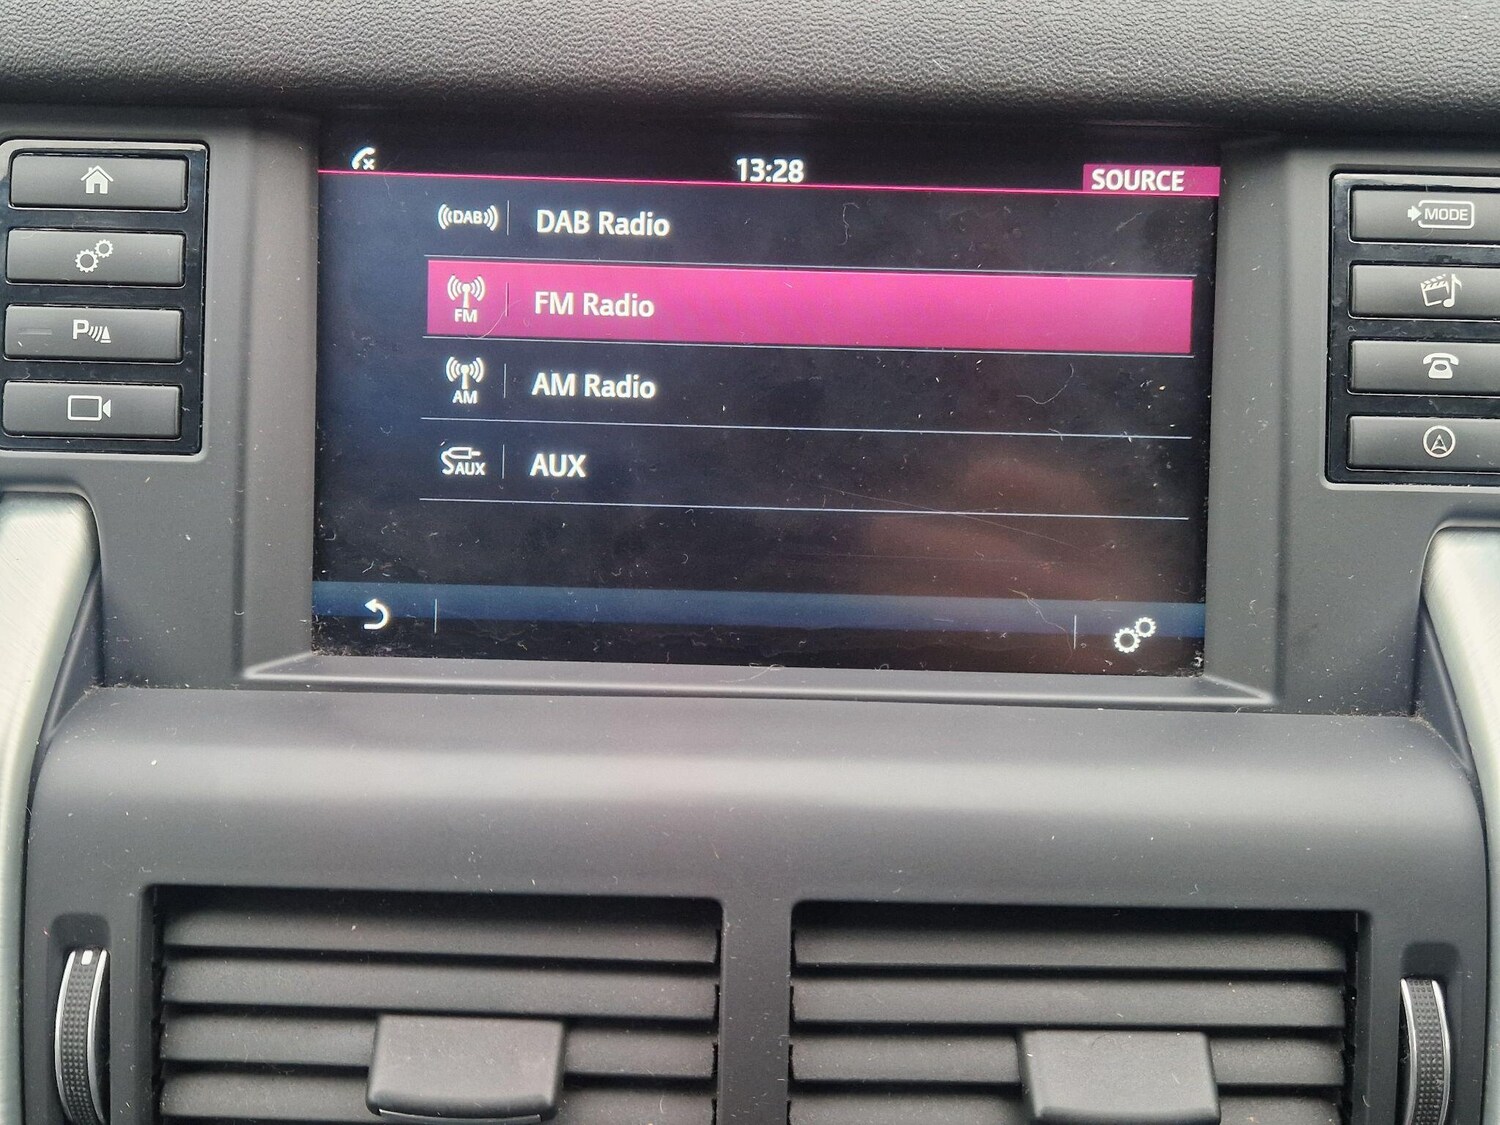 13:28
SOURCE
DAB
DAB Radio
FM
FM Radio
AM
AM Radio
AUX
AUX
P
MODE